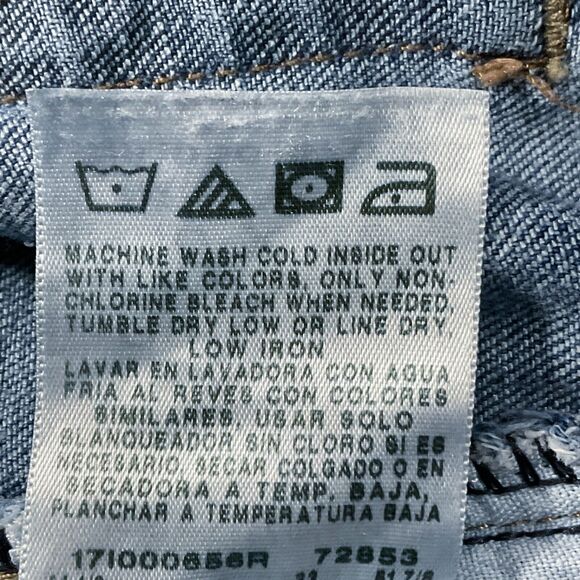 MACHINE WASH COLD INSIDE OUT
WITH LIKE COLORS, ONLY NON-
CHLORINE BLEACH WHEN NEEDED,
TUMBLE DRY LOW OR LINE DRY,
LOW IRON
LAVAR EN LAVADORA CON AGUA
FRIA AL REVES CON COLORES
SIMILARES, USAR SOLO
BLANQUEADOR SIN CLORO SI ES
NECESARIO, SECAR COLGADO O EN
SECADORA A TEMP. BAJA,
PLANCHAR A TEMPERATURA BAJA
171000656R 72853